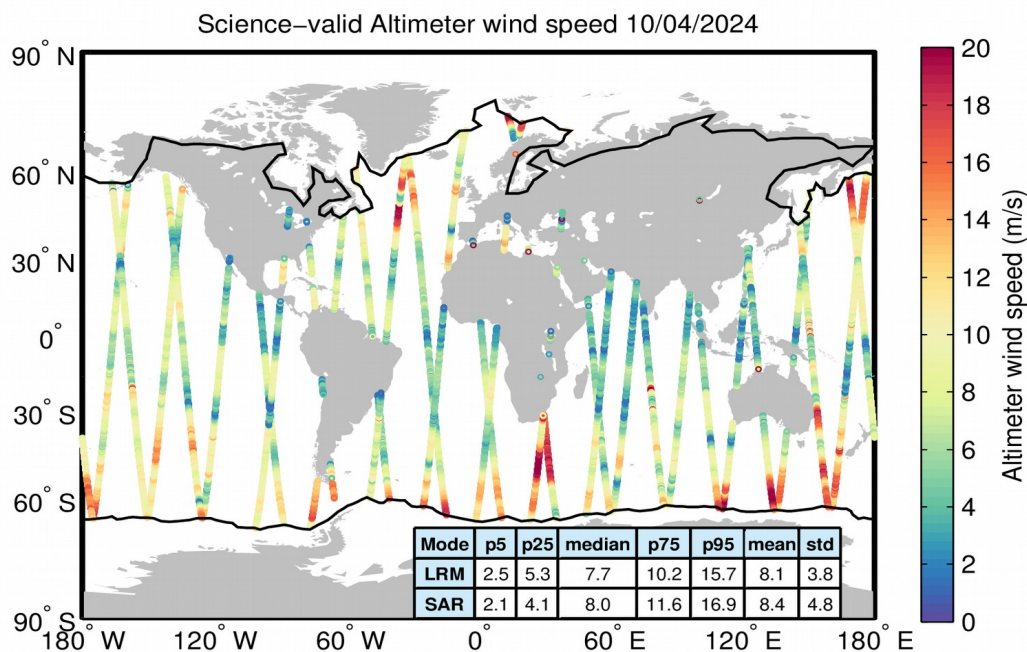 Science−valid Altimeter wind speed 10/04/2024
90° N
60° N
30° N
0°
30° S
60° S
90° S
180° W
120° W
60° W
0°
60° E
120° E
180° E
Mode p5 p25 median p75 p95 mean std
LRM 2.5 5.3 7.7 10.2 15.7 8.1 3.8
SAR 2.1 4.1 8.0 11.6 16.9 8.4 4.8
20
18
16
14
12
10
8
6
4
2
0
Altimeter wind speed (m/s)